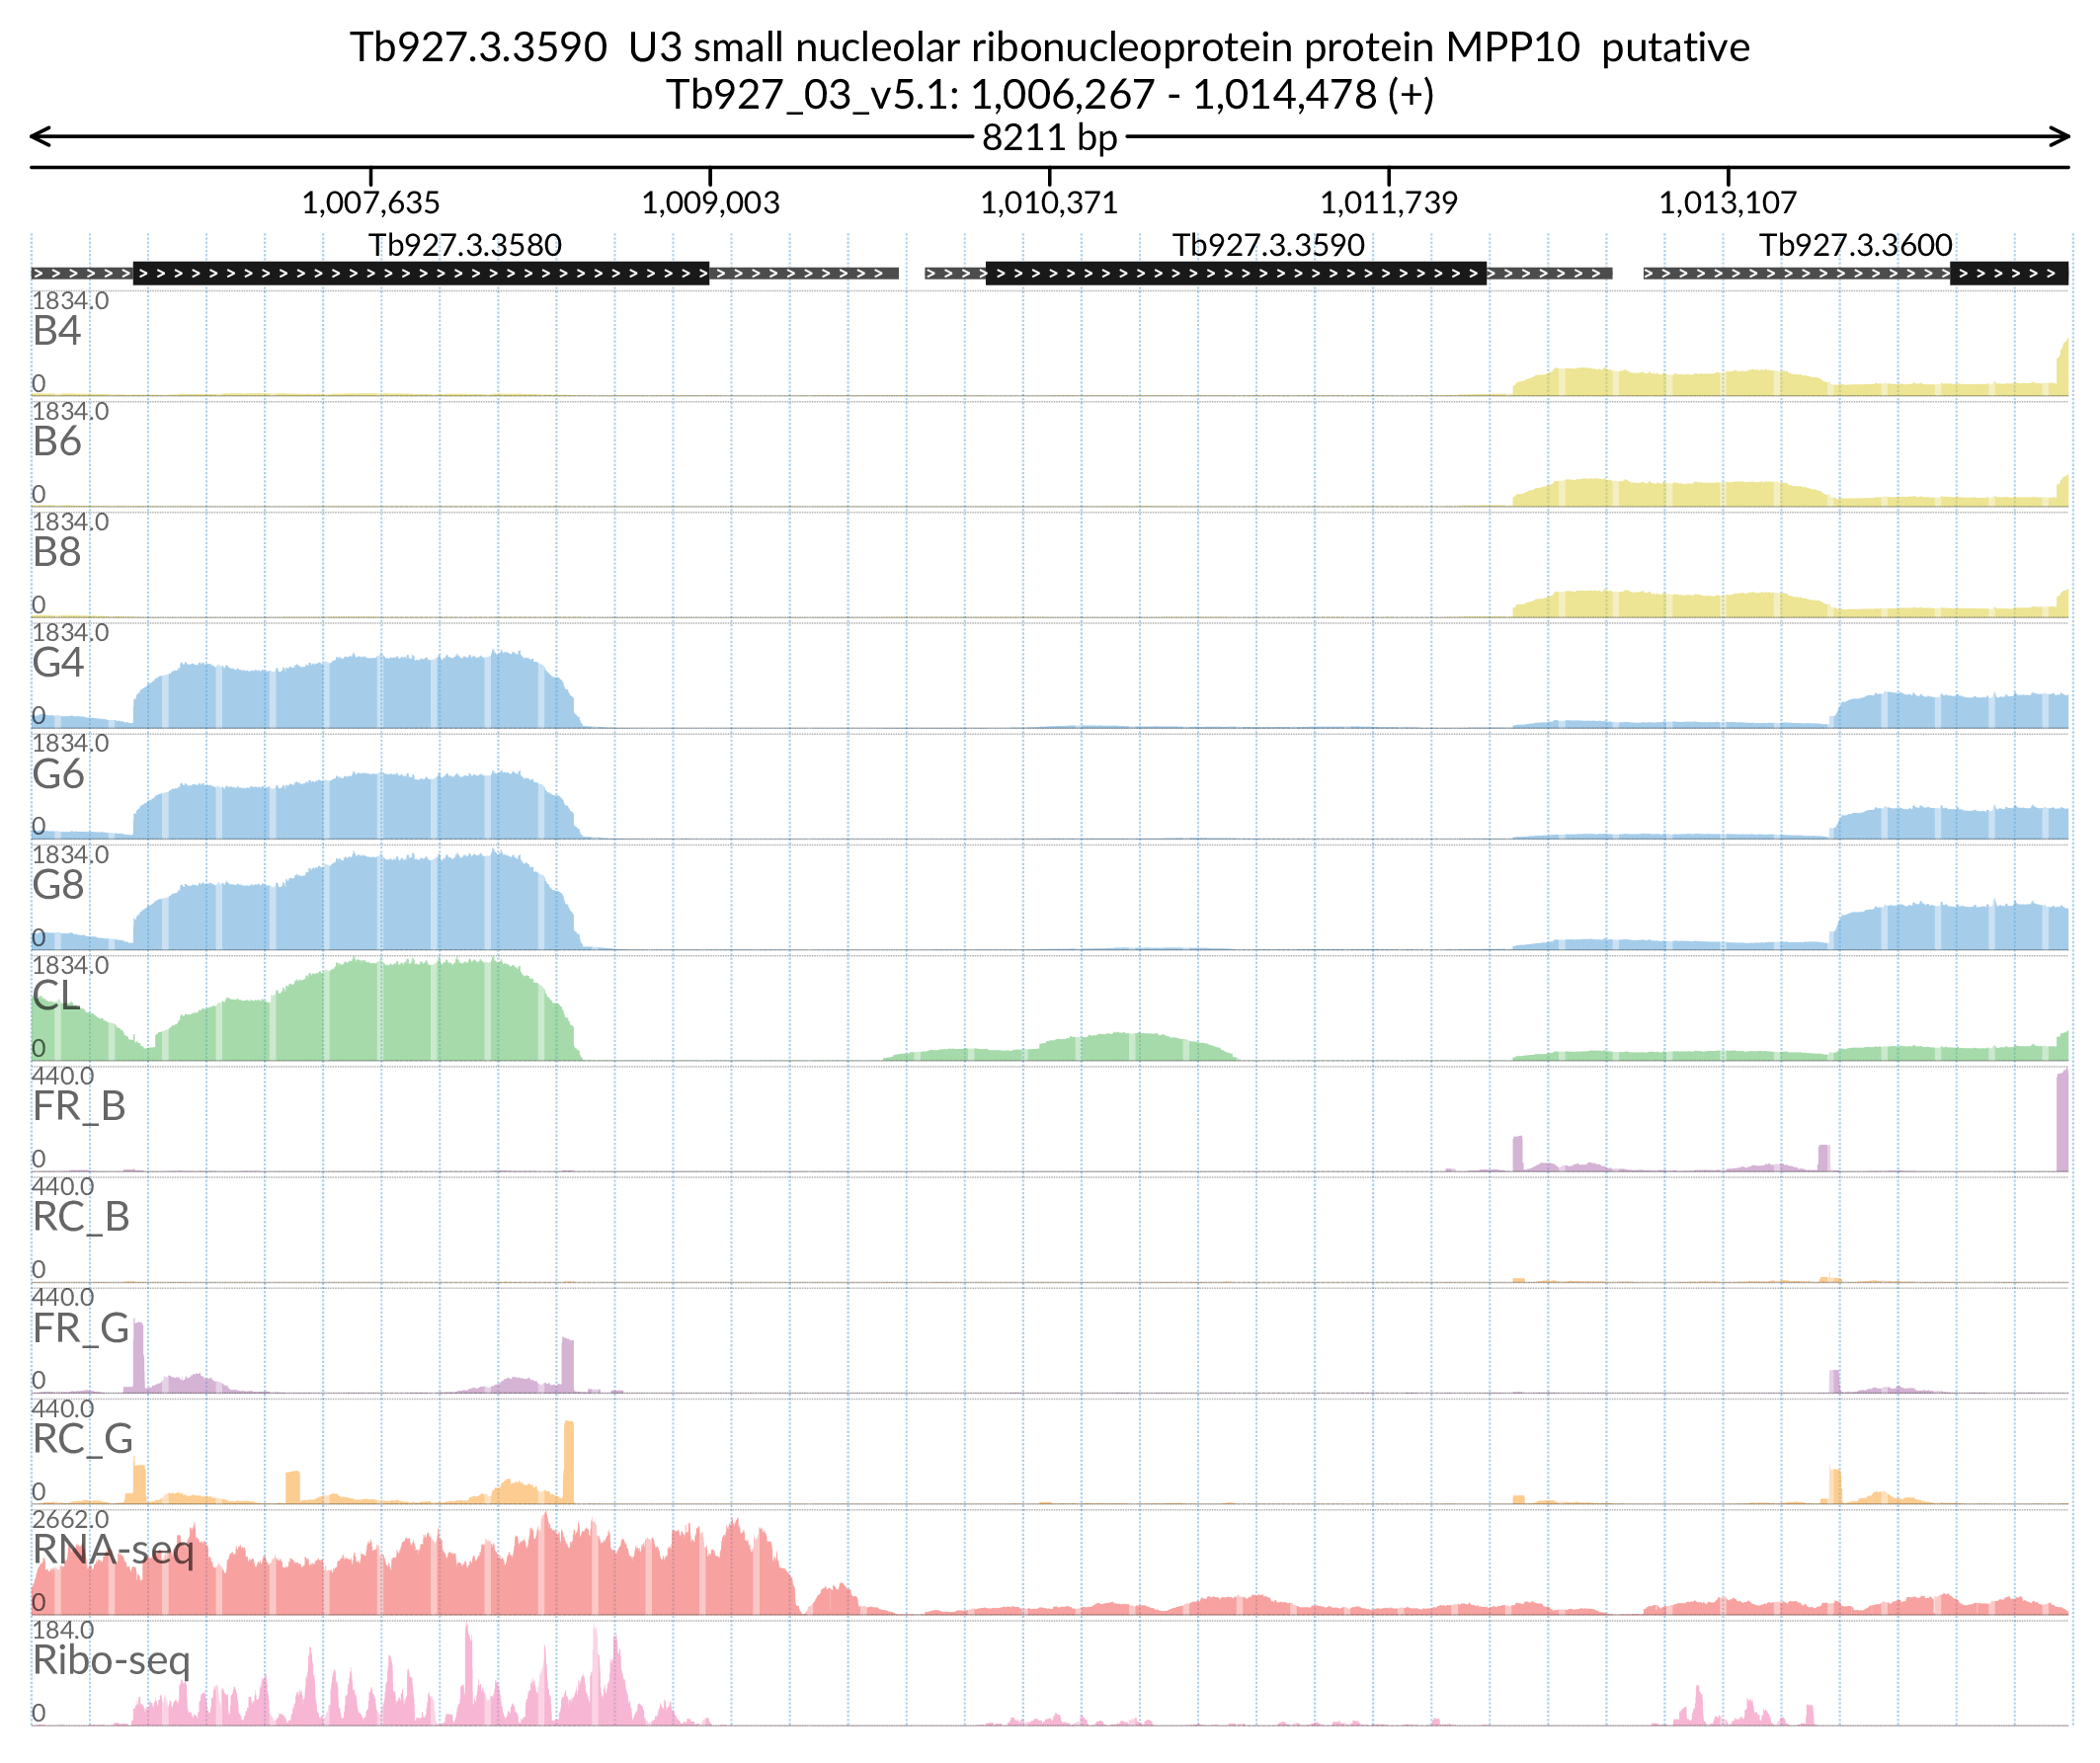 Tb927.3.3590  U3 small nucleolar ribonucleoprotein protein MPP10  putative
Tb927_03_v5.1: 1,006,267 - 1,014,478 (+)
8211 bp
1,007,635 1,009,003 1,010,371 1,011,739 1,013,107
Tb927.3.3580 Tb927.3.3590 Tb927.3.3600
1834.0
B4
0
1834.0
B6
0
1834.0
B8
0
1834.0
G4
0
1834.0
G6
0
1834.0
G8
0
1834.0
CL
0
440.0
FR_B
0
440.0
RC_B
0
440.0
FR_G
0
440.0
RC_G
0
2662.0
RNA-seq
0
184.0
Ribo-seq
0